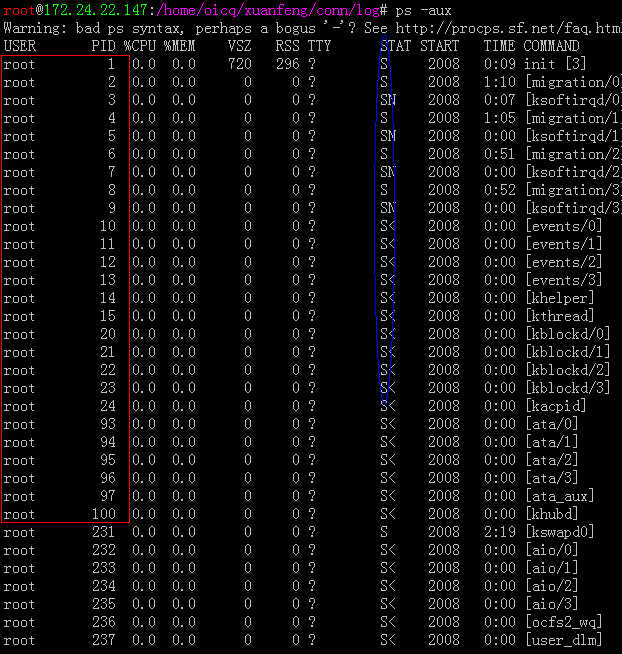 root@172.24.22.147:/home/oicq/xuanfeng/conn/log# ps -aux
Warning: bad ps syntax, perhaps a bogus '-'? See http://procps.sf.net/faq.htm
USER PID %CPU %MEM VSZ RSS TTY STAT START TIME COMMAND
root 1 0.0 0.0 720 296 ? S 2008 0:09 init [3]
root 2 0.0 0.0 0 0 ? S 2008 1:10 [migration/0
root 3 0.0 0.0 0 0 ? SN 2008 0:07 [ksoftirqd/0
root 4 0.0 0.0 0 0 ? S 2008 1:05 [migration/1
root 5 0.0 0.0 0 0 ? SN 2008 0:00 [ksoftirqd/1
root 6 0.0 0.0 0 0 ? S 2008 0:51 [migration/2
root 7 0.0 0.0 0 0 ? SN 2008 0:00 [ksoftirqd/2
root 8 0.0 0.0 0 0 ? S 2008 0:52 [migration/3
root 9 0.0 0.0 0 0 ? SN 2008 0:00 [ksoftirqd/3
root 10 0.0 0.0 0 0 ? S< 2008 0:00 [events/0]
root 11 0.0 0.0 0 0 ? S< 2008 0:00 [events/1]
root 12 0.0 0.0 0 0 ? S< 2008 0:00 [events/2]
root 13 0.0 0.0 0 0 ? S< 2008 0:00 [events/3]
root 14 0.0 0.0 0 0 ? S< 2008 0:00 [khelper]
root 15 0.0 0.0 0 0 ? S< 2008 0:00 [kthread]
root 20 0.0 0.0 0 0 ? S< 2008 0:00 [kblockd/0]
root 21 0.0 0.0 0 0 ? S< 2008 0:00 [kblockd/1]
root 22 0.0 0.0 0 0 ? S< 2008 0:00 [kblockd/2]
root 23 0.0 0.0 0 0 ? S< 2008 0:00 [kblockd/3]
root 24 0.0 0.0 0 0 ? S< 2008 0:00 [kacpid]
root 93 0.0 0.0 0 0 ? S< 2008 0:00 [ata/0]
root 94 0.0 0.0 0 0 ? S< 2008 0:00 [ata/1]
root 95 0.0 0.0 0 0 ? S< 2008 0:00 [ata/2]
root 96 0.0 0.0 0 0 ? S< 2008 0:00 [ata/3]
root 97 0.0 0.0 0 0 ? S< 2008 0:00 [ata_aux]
root 100 0.0 0.0 0 0 ? S< 2008 0:00 [khubd]
root 231 0.0 0.0 0 0 ? S 2008 2:19 [kswapd0]
root 232 0.0 0.0 0 0 ? S< 2008 0:00 [aio/0]
root 233 0.0 0.0 0 0 ? S< 2008 0:00 [aio/1]
root 234 0.0 0.0 0 0 ? S< 2008 0:00 [aio/2]
root 235 0.0 0.0 0 0 ? S< 2008 0:00 [aio/3]
root 236 0.0 0.0 0 0 ? S< 2008 0:00 [ocfs2_wq]
root 237 0.0 0.0 0 0 ? S< 2008 0:00 [user_dlm]